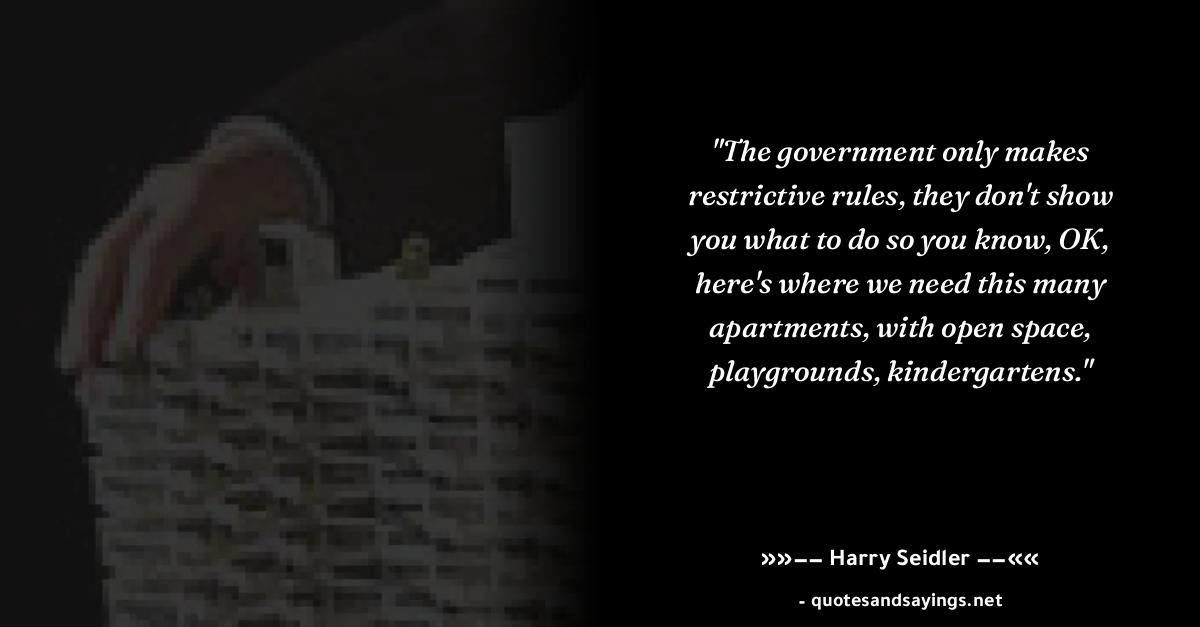 "The government only makes
restrictive rules, they don't show
you what to do so you know, OK,
here's where we need this many
apartments, with open space,
playgrounds, kindergartens."
»»−− Harry Seidler −−««
- quotesandsayings.net